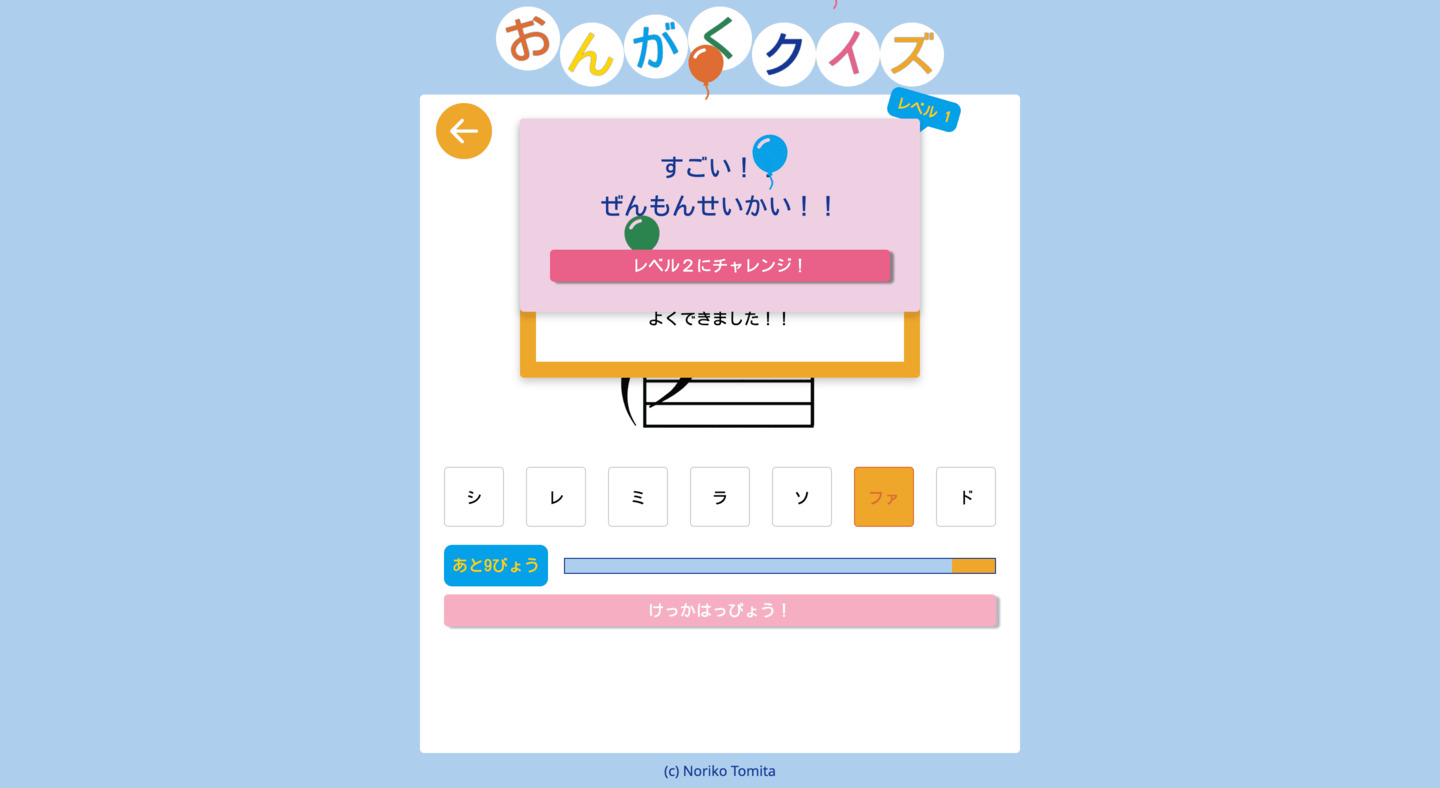 おんがくクイズ
レベル 1
すごい！！
ぜんもんせいかい！！
レベル２にチャレンジ！
よくできました！！
シ
レ
ミ
ラ
ソ
ファ
ド
あと9びょう
けっかはっぴょう！
(c) Noriko Tomita